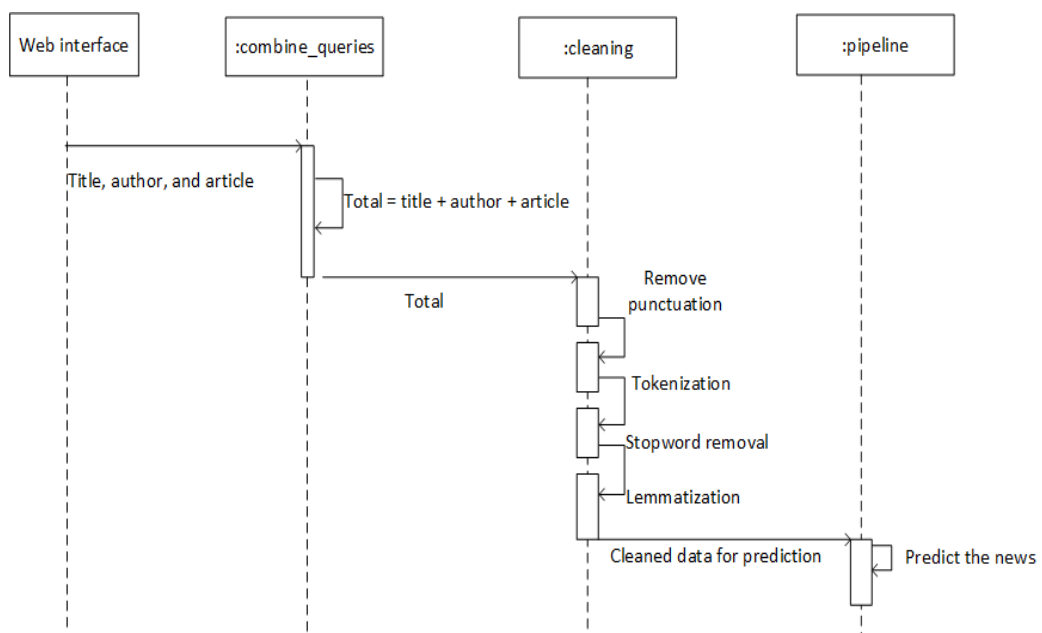 Web interface
:combine_queries
:cleaning
:pipeline
Title, author, and article
Total = title + author + article
Total
Remove
punctuation
Tokenization
Stopword removal
Lemmatization
Cleaned data for prediction
Predict the news